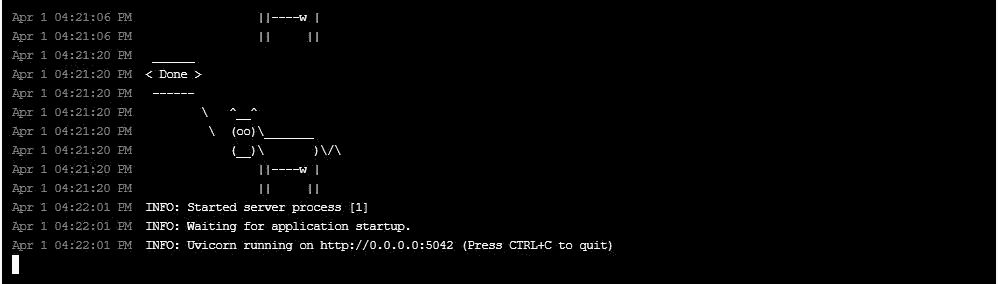 Apr 1 04:21:06 PM                  ||----w |
Apr 1 04:21:06 PM                  ||     ||
Apr 1 04:21:20 PM   ______
Apr 1 04:21:20 PM  < Done >
Apr 1 04:21:20 PM   ------
Apr 1 04:21:20 PM          \   ^__^
Apr 1 04:21:20 PM           \  (oo)\_______
Apr 1 04:21:20 PM              (__)\       )\/\
Apr 1 04:21:20 PM                  ||----w |
Apr 1 04:21:20 PM                  ||     ||
Apr 1 04:22:01 PM  INFO: Started server process [1]
Apr 1 04:22:01 PM  INFO: Waiting for application startup.
Apr 1 04:22:01 PM  INFO: Uvicorn running on http://0.0.0.0:5042 (Press CTRL+C to quit)